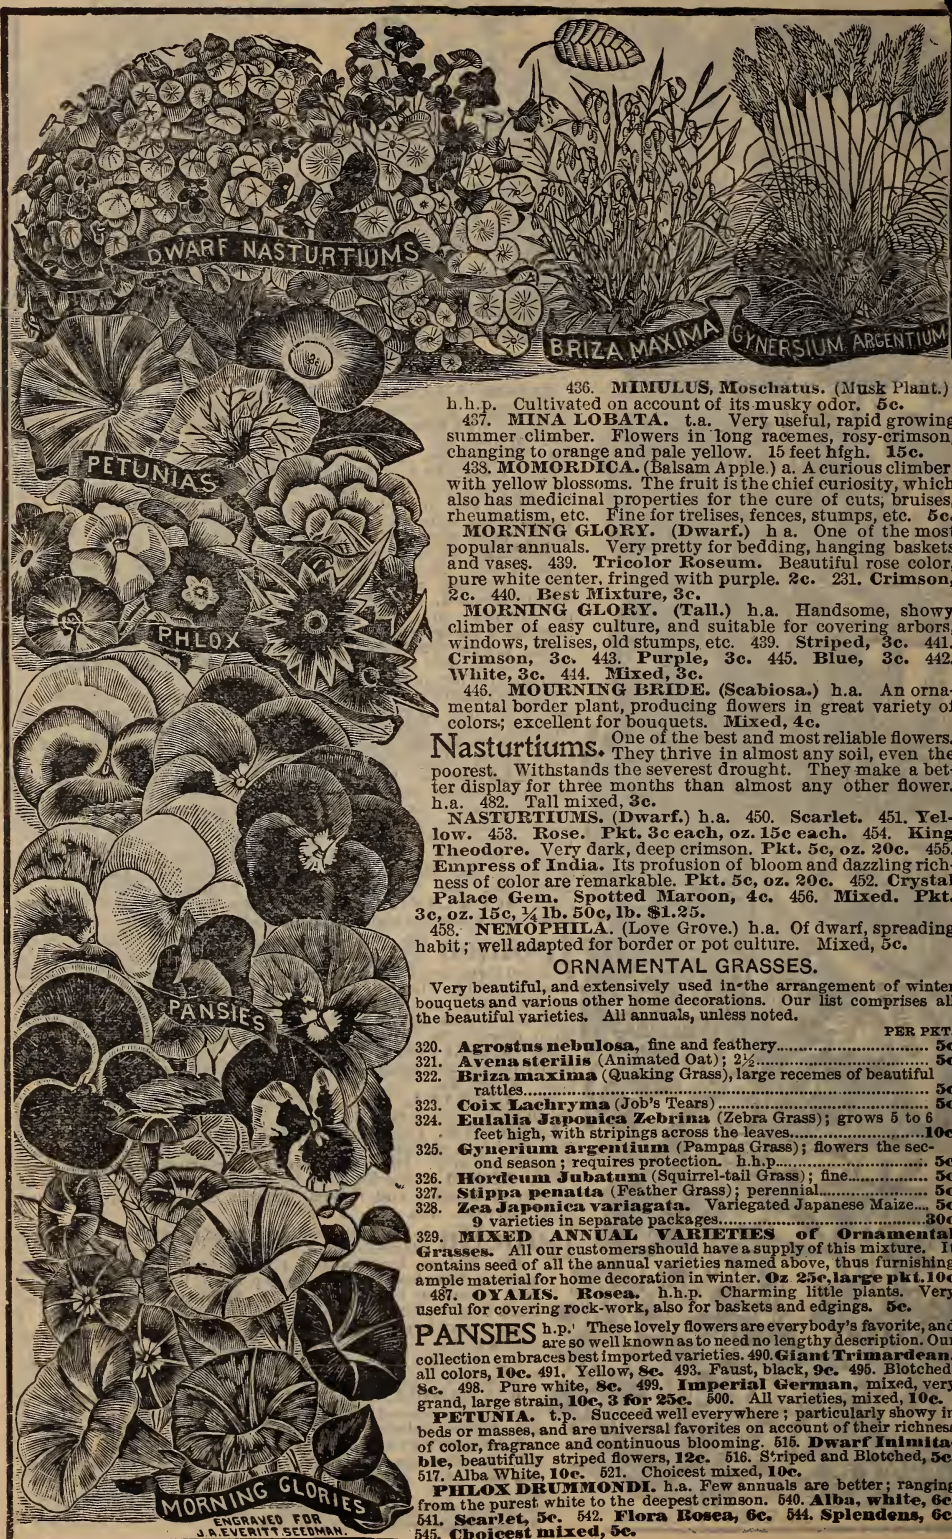 DWARF NASTURTIUMS
BRIZA MAXIMA
GYNERSIUM ARGENTIUM
PETUNIAS
PHLOX
PANSIES
MORNING GLORIES
ENGRAVED FOR
J.A.EVERITT.SEEDMAN.
436. MIMULUS, Moschatus. (Musk Plant.)
h.h.p. Cultivated on account of its musky odor. 5c.
437. MINA LOBATA. t.a. Very useful, rapid growing
summer climber. Flowers in long racemes, rosy-crimson
changing to orange and pale yellow. 15 feet hfgh. 15c.
438. MOMORDICA. (Balsam Apple.) a. A curious climber
with yellow blossoms. The fruit is the chief curiosity, which
also has medicinal properties for the cure of cuts, bruises,
rheumatism, etc. Fine for trelises, fences, stumps, etc. 5c.
MORNING GLORY. (Dwarf.) h a. One of the most
popular annuals. Very pretty for bedding, hanging baskets
and vases. 439. Tricolor Roseum. Beautiful rose color,
pure white center, fringed with purple. 2c. 231. Crimson,
2c. 440. Best Mixture, 3c.
MORNING GLORY. (Tall.) h.a. Handsome, showy
climber of easy culture, and suitable for covering arbors,
windows, trelises, old stumps, etc. 439. Striped, 3c. 441.
Crimson, 3c. 443. Purple, 3c. 445. Blue, 3c. 442.
White, 3c. 444. Mixed, 3c.
446. MOURNING BRIDE. (Scabiosa.) h.a. An orna-
mental border plant, producing flowers in great variety of
colors; excellent for bouquets. Mixed, 4c.
Nasturtiums. One of the best and most reliable flowers.
They thrive in almost any soil, even the
poorest. Withstands the severest drought. They make a bet-
ter display for three months than almost any other flower.
h.a. 482. Tall mixed, 3c.
NASTURTIUMS. (Dwarf.) h.a. 450. Scarlet. 451. Yel-
low. 453. Rose. Pkt. 3c each, oz. 15c each. 454. King
Theodore. Very dark, deep crimson. Pkt. 5c, oz. 20c. 455.
Empress of India. Its profusion of bloom and dazzling rich-
ness of color are remarkable. Pkt. 5c, oz. 20c. 452. Crystal
Palace Gem. Spotted Maroon, 4c. 456. Mixed. Pkt.
3c, oz. 15c, ¼ lb. 50c, lb. $1.25.
458. NEMOPHILA. (Love Grove.) h.a. Of dwarf, spreading
habit; well adapted for border or pot culture. Mixed, 5c.
ORNAMENTAL GRASSES.
Very beautiful, and extensively used in the arrangement of winter
bouquets and various other home decorations. Our list comprises all
the beautiful varieties. All annuals, unless noted.
PER PKT.
320. Agrostus nebulosa, fine and feathery........ 5c
321. Avena sterilis (Animated Oat); 2½........ 5c
322. Briza maxima (Quaking Grass), large recemes of beautiful
rattles........ 5c
323. Coix Lachryma (Job's Tears)........ 5c
324. Eulalia Japonica Zebrina (Zebra Grass); grows 5 to 6
feet high, with stripings across the leaves........10c
325. Gynerium argentium (Pampas Grass); flowers the sec-
ond season; requires protection. h.h.p........ 5c
326. Hordeum Jubatum (Squirrel-tail Grass); fine........ 5c
327. Stippa penatta (Feather Grass); perennial........ 5c
328. Zea Japonica variagata. Variegated Japanese Maize.... 5c
9 varieties in separate packages........30c
329. MIXED ANNUAL VARIETIES of Ornamental
Grasses. All our customers should have a supply of this mixture. It
contains seed of all the annual varieties named above, thus furnishing
ample material for home decoration in winter. Oz 25c, large pkt. 10c
487. OYALIS. Rosea. h.h.p. Charming little plants. Very
useful for covering rock-work, also for baskets and edgings. 5c.
PANSIES h.p. These lovely flowers are everybody's favorite, and
are so well known as to need no lengthy description. Our
collection embraces best imported varieties. 490. Giant Trimardean,
all colors, 10c. 491. Yellow, 8c. 493. Faust, black, 9c. 495. Blotched
8c. 498. Pure white, 8c. 499. Imperial German, mixed, very
grand, large strain, 10c, 3 for 25c. 500. All varieties, mixed, 10c.
PETUNIA. t.p. Succeed well everywhere; particularly showy in
beds or masses, and are universal favorites on account of their richness
of color, fragrance and continuous blooming. 515. Dwarf Inimita-
ble, beautifully striped flowers, 12c. 516. Striped and Blotched, 5c
517. Alba White, 10c. 521. Choicest mixed, 10c.
PHLOX DRUMMONDI. h.a. Few annuals are better; ranging
from the purest white to the deepest crimson. 540. Alba, white, 6c
541. Scarlet, 5c. 542. Flora Rosea, 6c. 544. Splendens, 6c
545. Choicest mixed, 5c.